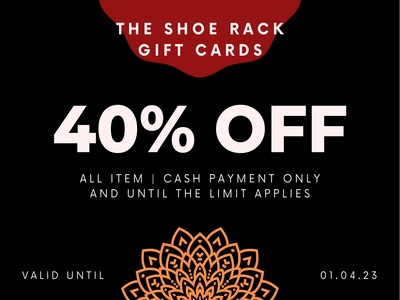 THE SHOE RACK
GIFT CARDS
40% OFF
ALL ITEM | CASH PAYMENT ONLY
AND UNTIL THE LIMIT APPLIES
VALID UNTIL 01.04.23